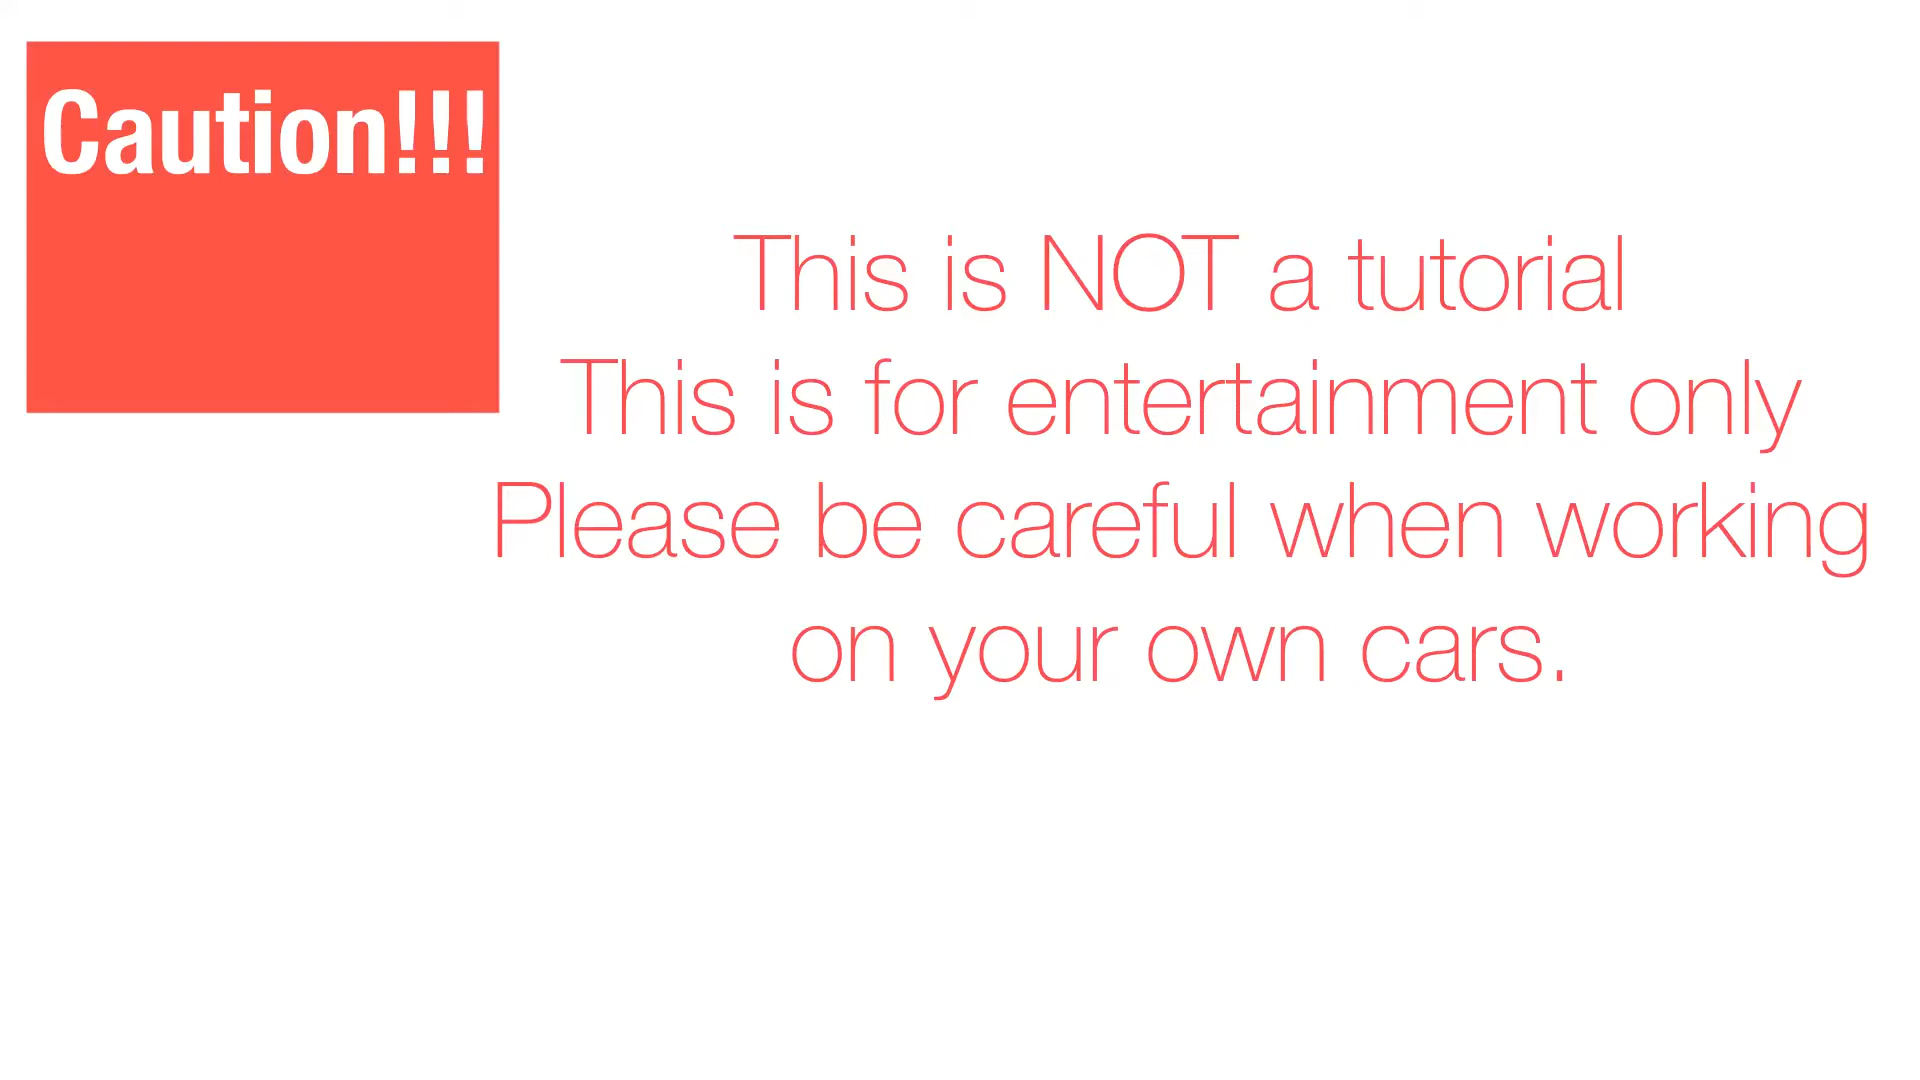 Caution!!!
This is NOT a tutorial
This is for entertainment only
Please be careful when working
on your own cars.